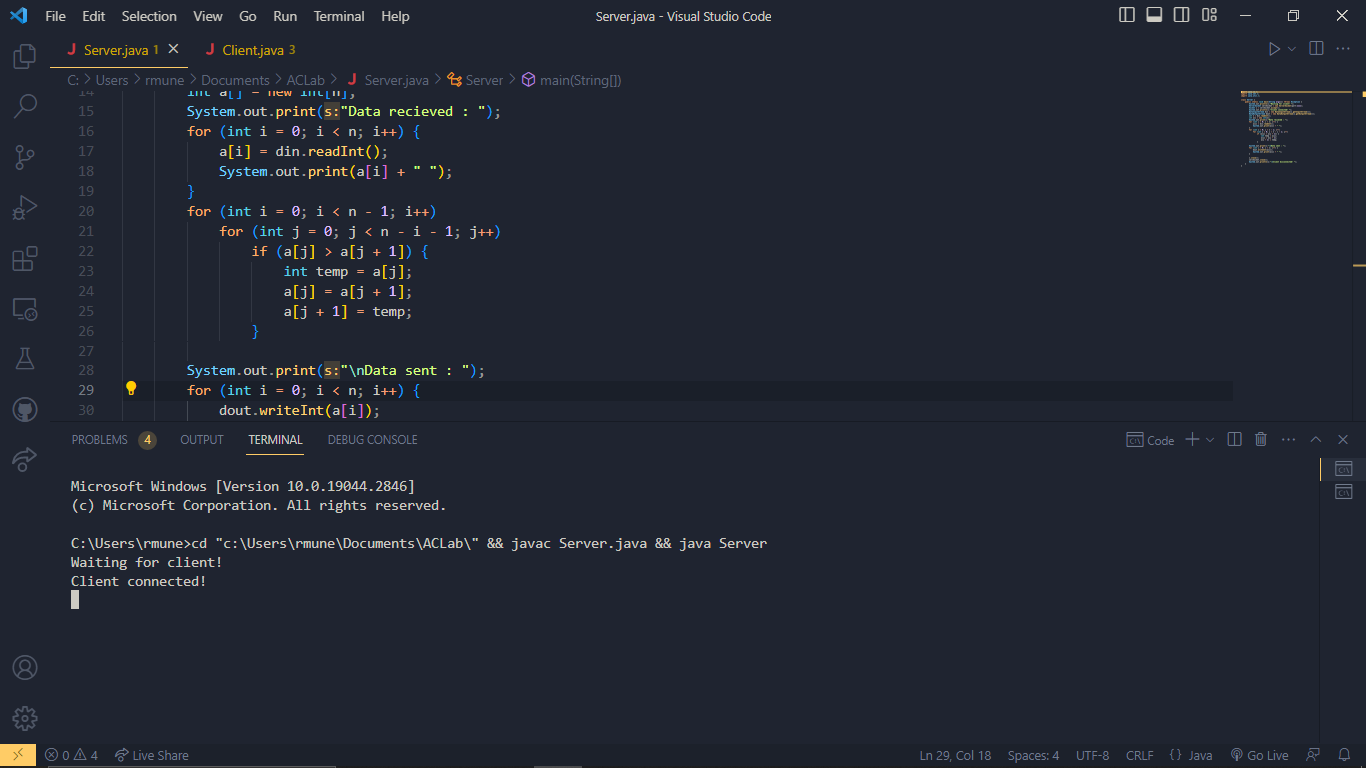 File Edit Selection View Go Run Terminal Help Server.java - Visual Studio Code
J Server.java 1 J Client.java 3
C: > Users > rmune > Documents > ACLab > J Server.java > Server > main(String[])
14 int a[] = new int[n];
15 System.out.print(s:"Data recieved : ");
16 for (int i = 0; i < n; i++) {
17 a[i] = din.readInt();
18 System.out.print(a[i] + " ");
19 }
20 for (int i = 0; i < n - 1; i++)
21 for (int j = 0; j < n - i - 1; j++)
22 if (a[j] > a[j + 1]) {
23 int temp = a[j];
24 a[j] = a[j + 1];
25 a[j + 1] = temp;
26 }
27
28 System.out.print(s:"\nData sent : ");
29 for (int i = 0; i < n; i++) {
30 dout.writeInt(a[i]);
PROBLEMS 4 OUTPUT TERMINAL DEBUG CONSOLE Code
Microsoft Windows [Version 10.0.19044.2846]
(c) Microsoft Corporation. All rights reserved.
C:\Users\rmune>cd "c:\Users\rmune\Documents\ACLab\" && javac Server.java && java Server
Waiting for client!
Client connected!
0 4 Live Share Ln 29, Col 18 Spaces: 4 UTF-8 CRLF {} Java Go Live